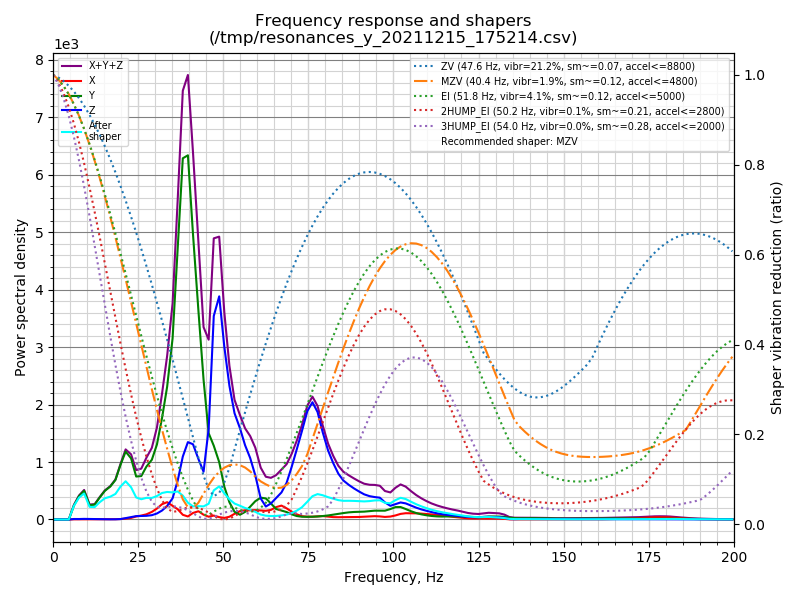 Frequency response and shapers
(/tmp/resonances_y_20211215_175214.csv)
1e3
8
7
6
5
4
3
2
1
0
Power spectral density
X+Y+Z
X
Y
Z
After
shaper
ZV (47.6 Hz, vibr=21.2%, sm~=0.07, accel<=8800)
MZV (40.4 Hz, vibr=1.9%, sm~=0.12, accel<=4800)
EI (51.8 Hz, vibr=4.1%, sm~=0.12, accel<=5000)
2HUMP_EI (50.2 Hz, vibr=0.1%, sm~=0.21, accel<=2800)
3HUMP_EI (54.0 Hz, vibr=0.0%, sm~=0.28, accel<=2000)
Recommended shaper: MZV
1.0
0.8
0.6
0.4
0.2
0.0
Shaper vibration reduction (ratio)
0 25 50 75 100 125 150 175 200
Frequency, Hz